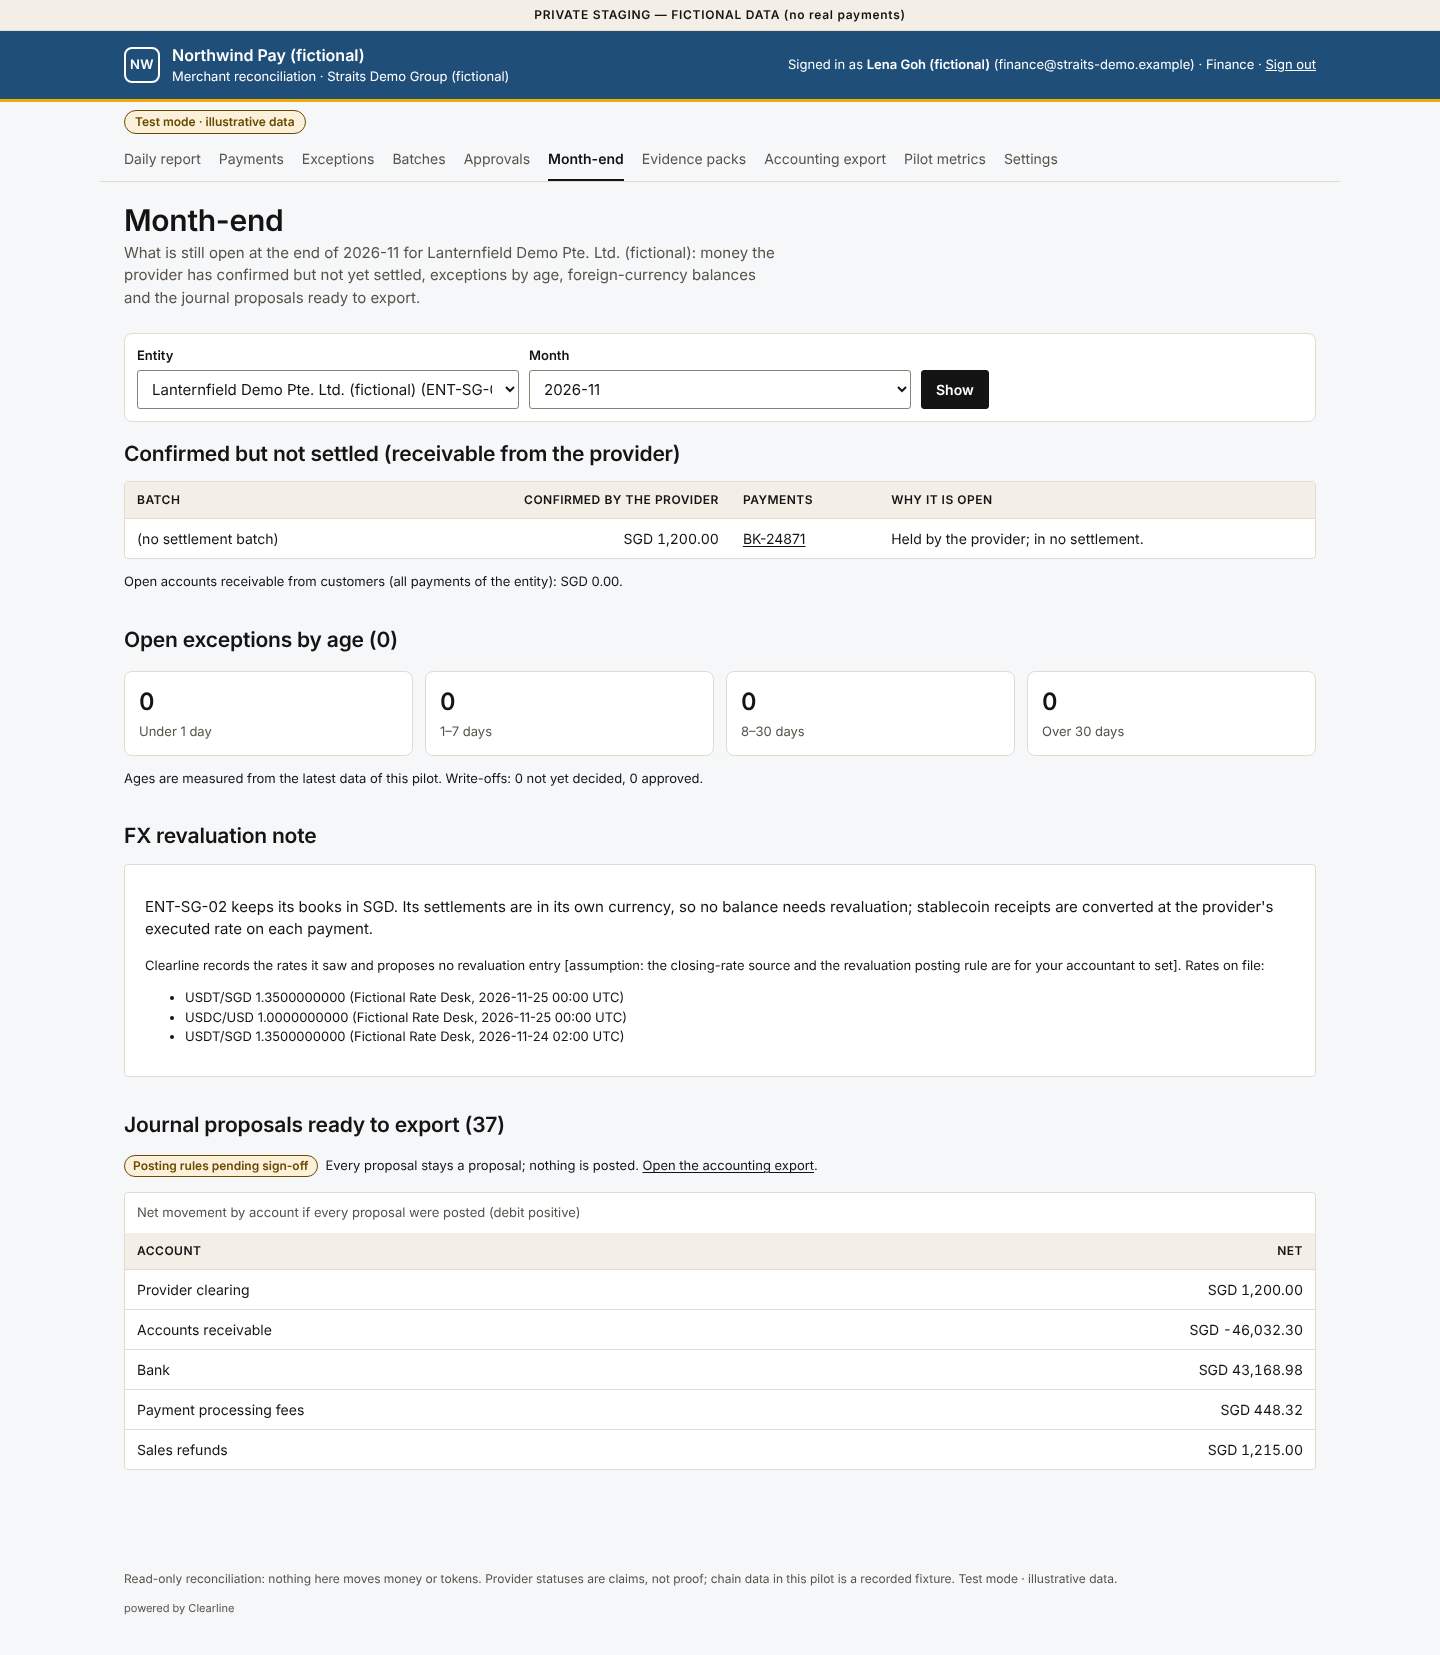 PRIVATE STAGING — FICTIONAL DATA (no real payments)
NW
Northwind Pay (fictional)
Merchant reconciliation · Straits Demo Group (fictional)
Signed in as Lena Goh (fictional) (finance@straits-demo.example) · Finance · Sign out
Test mode · illustrative data
Daily report Payments Exceptions Batches Approvals Month-end Evidence packs Accounting export Pilot metrics Settings
Month-end
What is still open at the end of 2026-11 for Lanternfield Demo Pte. Ltd. (fictional): money the
provider has confirmed but not yet settled, exceptions by age, foreign-currency balances
and the journal proposals ready to export.
Entity Month
Lanternfield Demo Pte. Ltd. (fictional) (ENT-SG-( 2026-11 Show
Confirmed but not settled (receivable from the provider)
BATCH CONFIRMED BY THE PROVIDER PAYMENTS WHY IT IS OPEN
(no settlement batch) SGD 1,200.00 BK-24871 Held by the provider; in no settlement.
Open accounts receivable from customers (all payments of the entity): SGD 0.00.
Open exceptions by age (0)
0 0 0 0
Under 1 day 1–7 days 8–30 days Over 30 days
Ages are measured from the latest data of this pilot. Write-offs: 0 not yet decided, 0 approved.
FX revaluation note
ENT-SG-02 keeps its books in SGD. Its settlements are in its own currency, so no balance needs revaluation; stablecoin receipts are converted at the provider's
executed rate on each payment.
Clearline records the rates it saw and proposes no revaluation entry [assumption: the closing-rate source and the revaluation posting rule are for your accountant to set]. Rates on file:
• USDT/SGD 1.3500000000 (Fictional Rate Desk, 2026-11-25 00:00 UTC)
• USDC/USD 1.0000000000 (Fictional Rate Desk, 2026-11-25 00:00 UTC)
• USDT/SGD 1.3500000000 (Fictional Rate Desk, 2026-11-24 02:00 UTC)
Journal proposals ready to export (37)
Posting rules pending sign-off Every proposal stays a proposal; nothing is posted. Open the accounting export.
Net movement by account if every proposal were posted (debit positive)
ACCOUNT NET
Provider clearing SGD 1,200.00
Accounts receivable SGD -46,032.30
Bank SGD 43,168.98
Payment processing fees SGD 448.32
Sales refunds SGD 1,215.00
Read-only reconciliation: nothing here moves money or tokens. Provider statuses are claims, not proof; chain data in this pilot is a recorded fixture. Test mode · illustrative data.
powered by Clearline